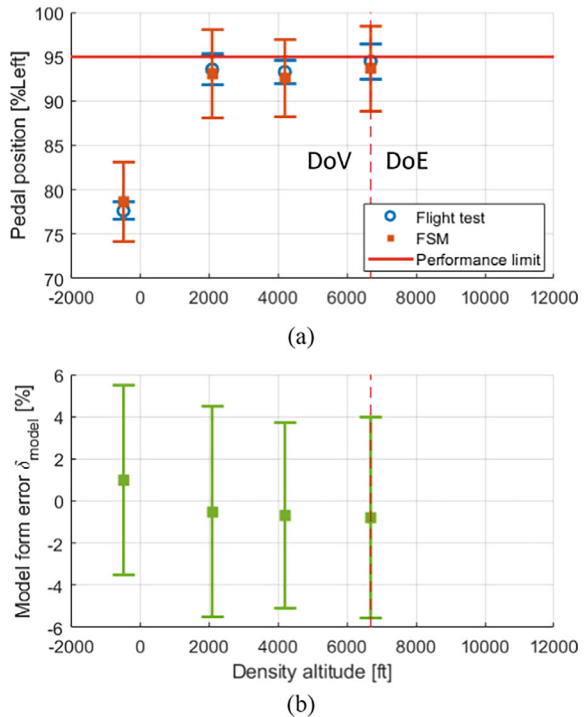 100
95
90
85
80
75
70
Pedal position [%Left]
DoV DoE
Flight test
FSM
Performance limit
-2000 0 2000 4000 6000 8000 10000 12000
(a)
6
4
2
0
-2
-4
-6
Model form error δmodel [%]
-2000 0 2000 4000 6000 8000 10000 12000
Density altitude [ft]
(b)